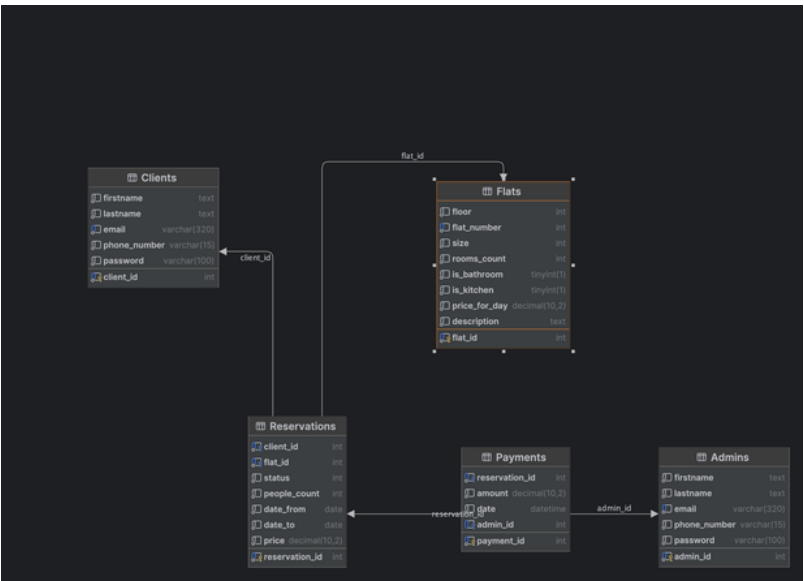 flat_id
Clients
firstname text
lastname text
email varchar(320)
phone_number varchar(15)
password varchar(100)
client_id int
client_id
Flats
floor int
flat_number int
size int
rooms_count int
is_bathroom tinyint(1)
is_kitchen tinyint(1)
price_for_day decimal(10,2)
description text
flat_id int
Reservations
client_id int
flat_id int
status int
people_count int
date_from date
date_to date
price decimal(10,2)
reservation_id int
reservation_id
Payments
reservation_id int
amount decimal(10,2)
date datetime
admin_id int
payment_id int
admin_id
Admins
firstname text
lastname text
email varchar(320)
phone_number varchar(15)
password varchar(100)
admin_id int